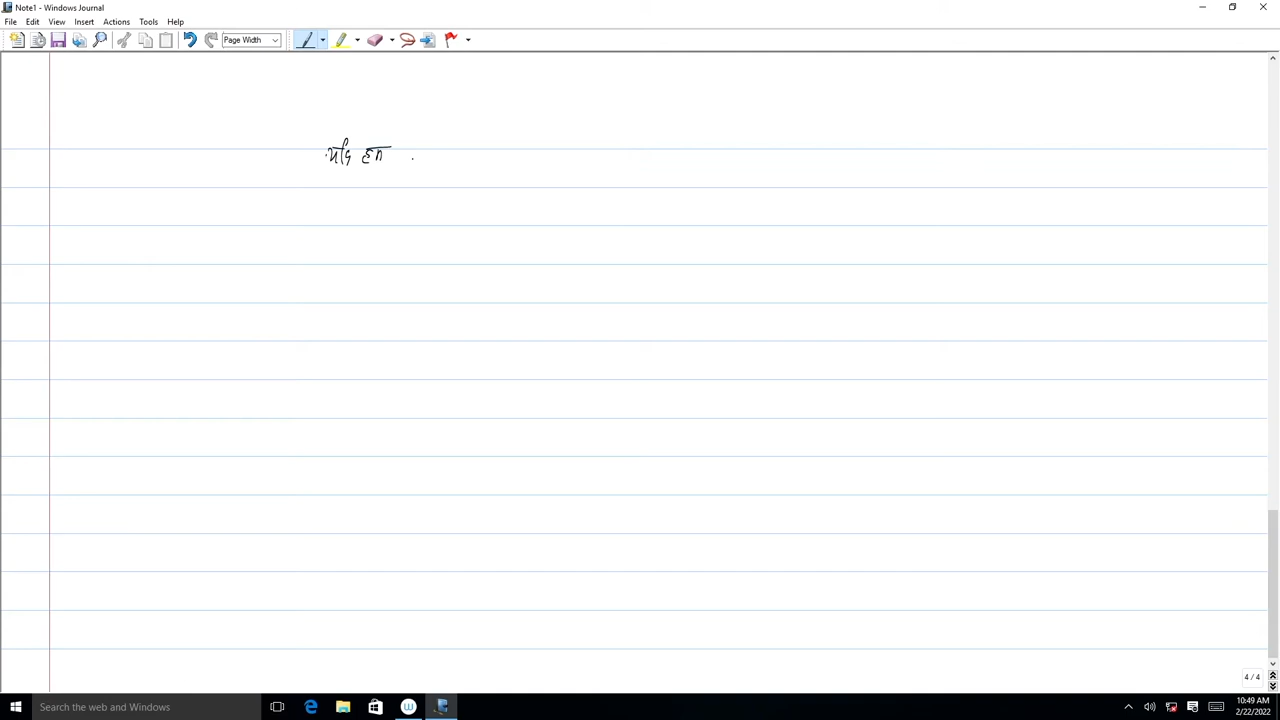 Note1 - Windows Journal
File Edit View Insert Actions Tools Help
Page Width
यदि हम
4 / 4
Search the web and Windows
10:49 AM
2/22/2022